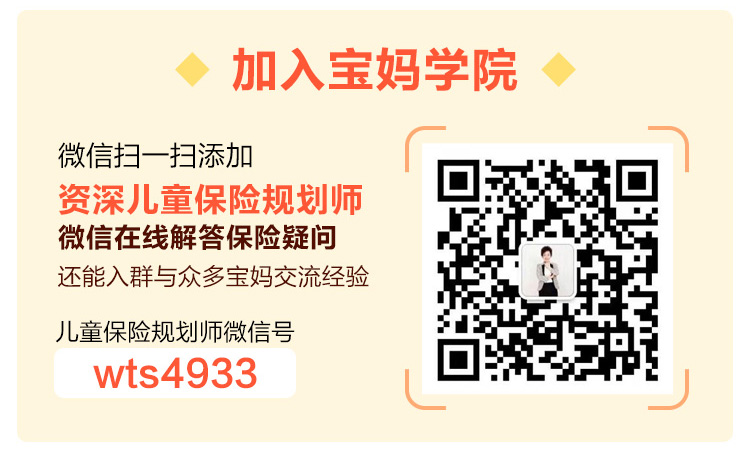 加入宝妈学院
微信扫一扫添加
资深儿童保险规划师
微信在线解答保险疑问
还能入群与众多宝妈交流经验
儿童保险规划师微信号
wts4933